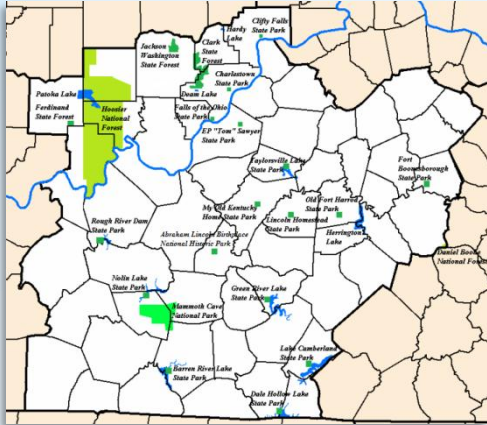 Hardy
Lake
Clifty Falls
State Park
Jackson
Washington
State Forest
Clark
State
Forest
Charlestown
State Park
Deam Lake
Patoka Lake
Ferdinand
State Forest
Hoosier
National
Forest
Falls of the Ohio
State Park
EP "Tom" Sawyer
State Park
Taylorsville Lake
State Park
Fort
Boonesborough
State Park
My Old Kentucky
Home State Park
Old Fort Harrod
State Park
Lincoln Homestead
State Park
Herrington
Lake
Rough River Dam
State Park
Abraham Lincoln Birthplace
National Historic Park
Daniel Boone
National Forest
Nolin Lake
State Park
Green River Lake
State Park
Mammoth Cave
National Park
Lake Cumberland
State Park
Barren River Lake
State Park
Dale Hollow Lake
State Park